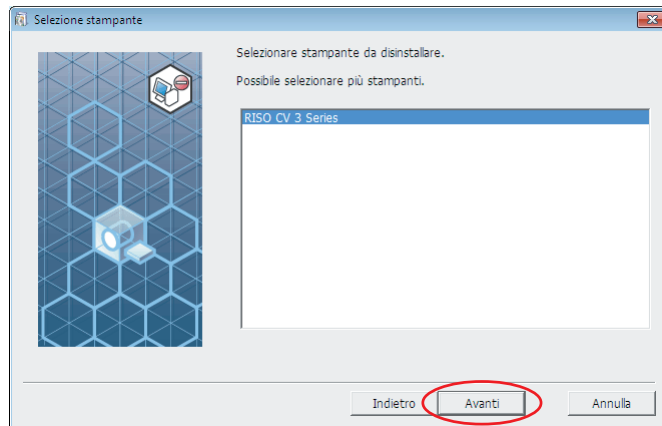 Selezione stampante
Selezionare stampante da disinstallare.
Possibile selezionare più stampanti.
RISO CV 3 Series
Indietro
Avanti
Annulla